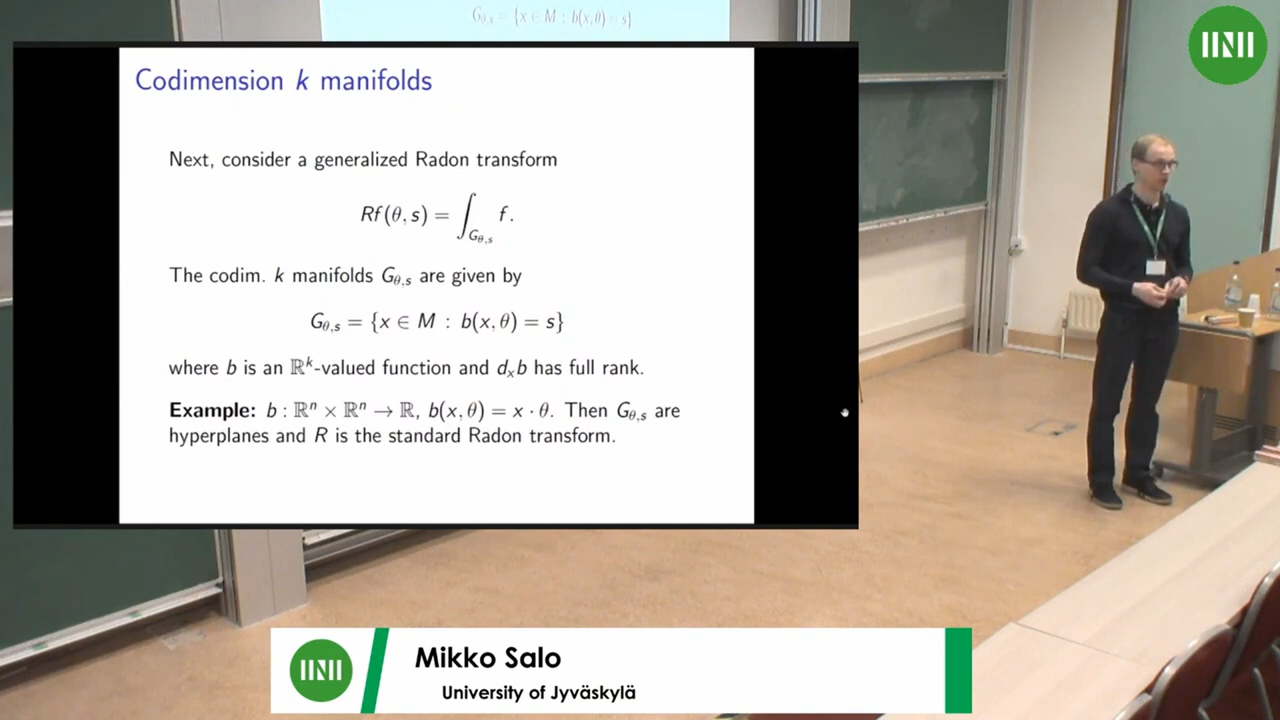 G_{θ,s} = {x ∈ M : b(x, θ) = s}
Codimension k manifolds
Next, consider a generalized Radon transform
Rf(θ, s) = ∫_{G_{θ,s}} f.
The codim. k manifolds G_{θ,s} are given by
G_{θ,s} = {x ∈ M : b(x, θ) = s}
where b is an ℝ^k-valued function and d_x b has full rank.
Example: b : ℝ^n × ℝ^n → ℝ, b(x, θ) = x · θ. Then G_{θ,s} are
hyperplanes and R is the standard Radon transform.
Mikko Salo
University of Jyväskylä